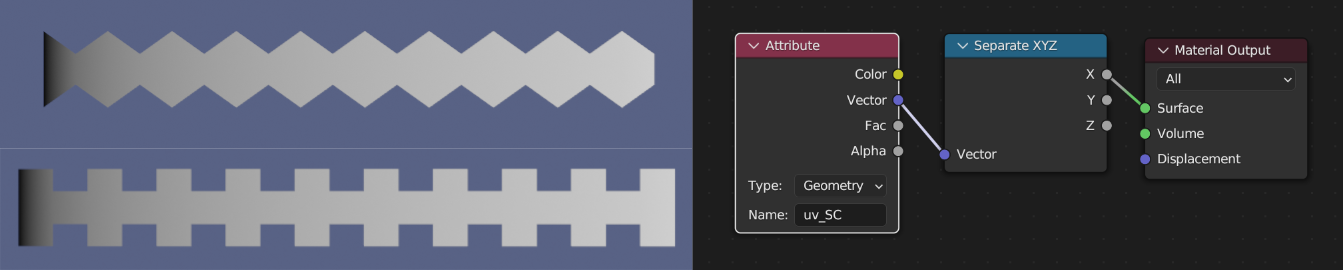 Attribute
Color
Vector
Fac
Alpha
Type: Geometry
Name: uv_SC
Separate XYZ
X
Y
Z
Vector
Material Output
All
Surface
Volume
Displacement